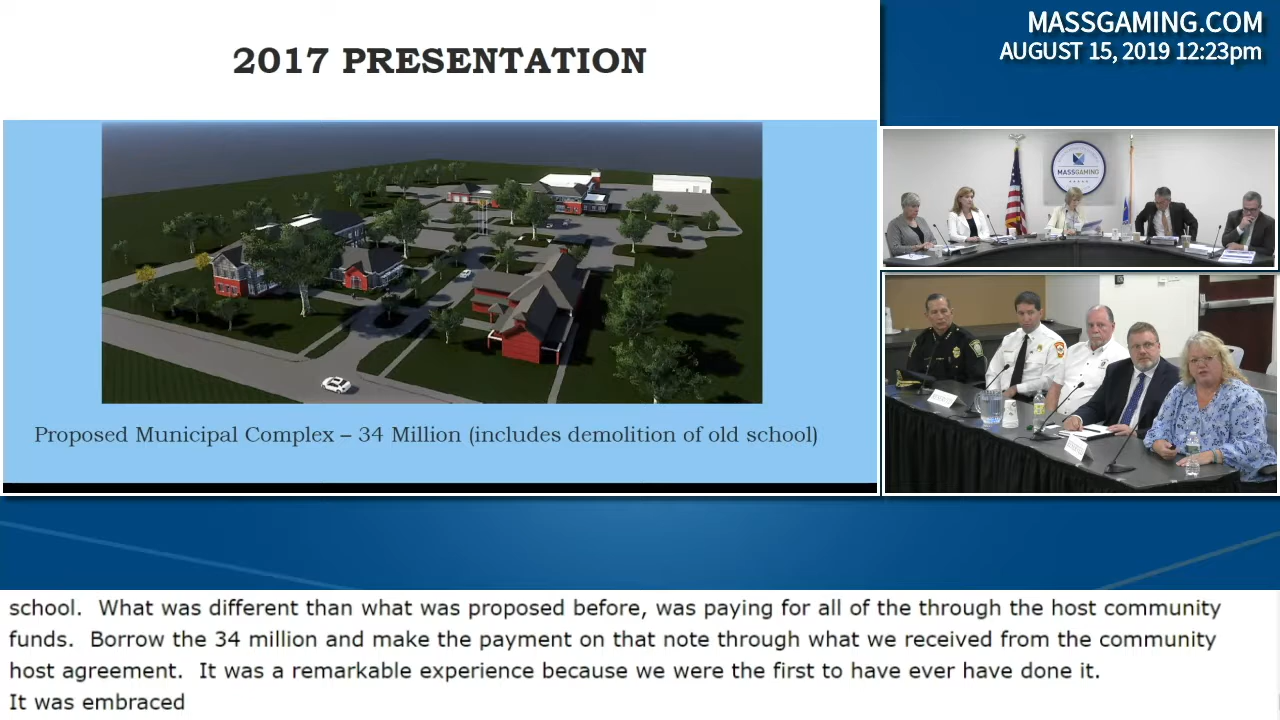 2017 PRESENTATION
MASSGAMING.COM
AUGUST 15, 2019 12:23pm
MASSGAMING
Proposed Municipal Complex – 34 Million (includes demolition of old school)
school.  What was different than what was proposed before, was paying for all of the through the host community
funds.  Borrow the 34 million and make the payment on that note through what we received from the community
host agreement.  It was a remarkable experience because we were the first to have ever have done it.
It was embraced